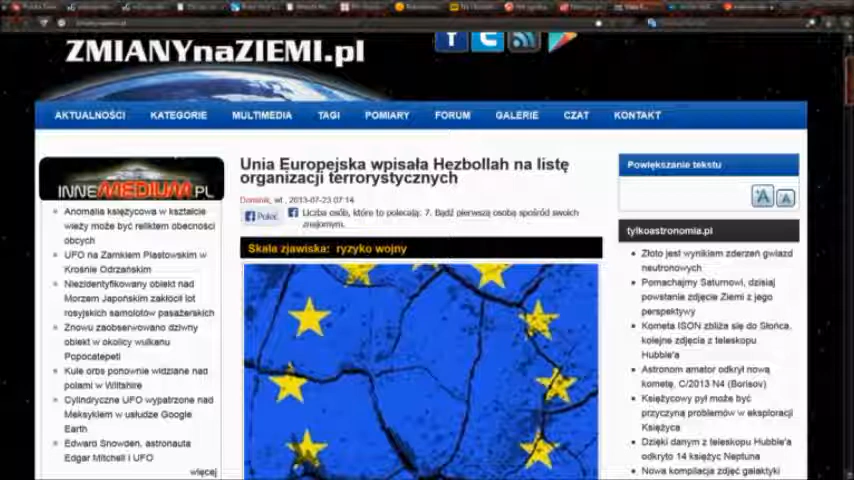 ZMIANYnaZIEMI.pl
AKTUALNOŚCI KATEGORIE MULTIMEDIA TAGI POMIARY FORUM GALERIE CZAT KONTAKT
INNEMEDIUM.PL
Anomalia księżycowa w kształcie
wieży może być reliktem obecności
obcych
UFO na Zamkiem Piastowskim w
Krośnie Odrzańskim
Niezidentyfikowany obiekt nad
Morzem Japońskim zakłócił lot
rosyjskich samolotów pasażerskich
Znowu zaobserwowano dziwny
obiekt w okolicy wulkanu
Popocatepetl
Kule orbs ponownie widziane nad
polami w Wiltshire
Cylindryczne UFO wypatrzone nad
Meksykiem w usłudze Google
Earth
Edward Snowden, astronauta
Edgar Mitchell i UFO
więcej
Unia Europejska wpisała Hezbollah na listę
organizacji terrorystycznych
Dominik, wt., 2013-07-23 07:14
Poleć
Liczba osób, które to polecają: 7. Bądź pierwszą osobą spośród swoich
znajomym.
Skala zjawiska: ryzyko wojny
Powiększanie tekstu
A A
tylkoastronomia.pl
Złoto jest wynikiem zderzeń gwiazd
neutronowych
Pomachajmy Saturnowi, dzisiaj
powstanie zdjęcie Ziemi z jego
perspektywy
Kometa ISON zbliża się do Słońca,
kolejne zdjęcia z teleskopu
Hubble'a
Astronom amator odkrył nową
kometę, C/2013 N4 (Borisov)
Księżycowy pył może być
przyczyną problemów w eksploracji
Księżyca
Dzięki danym z teleskopu Hubble'a
odkryto 14 księżyc Neptuna
Nowa kompilacja zdjęć galaktyki